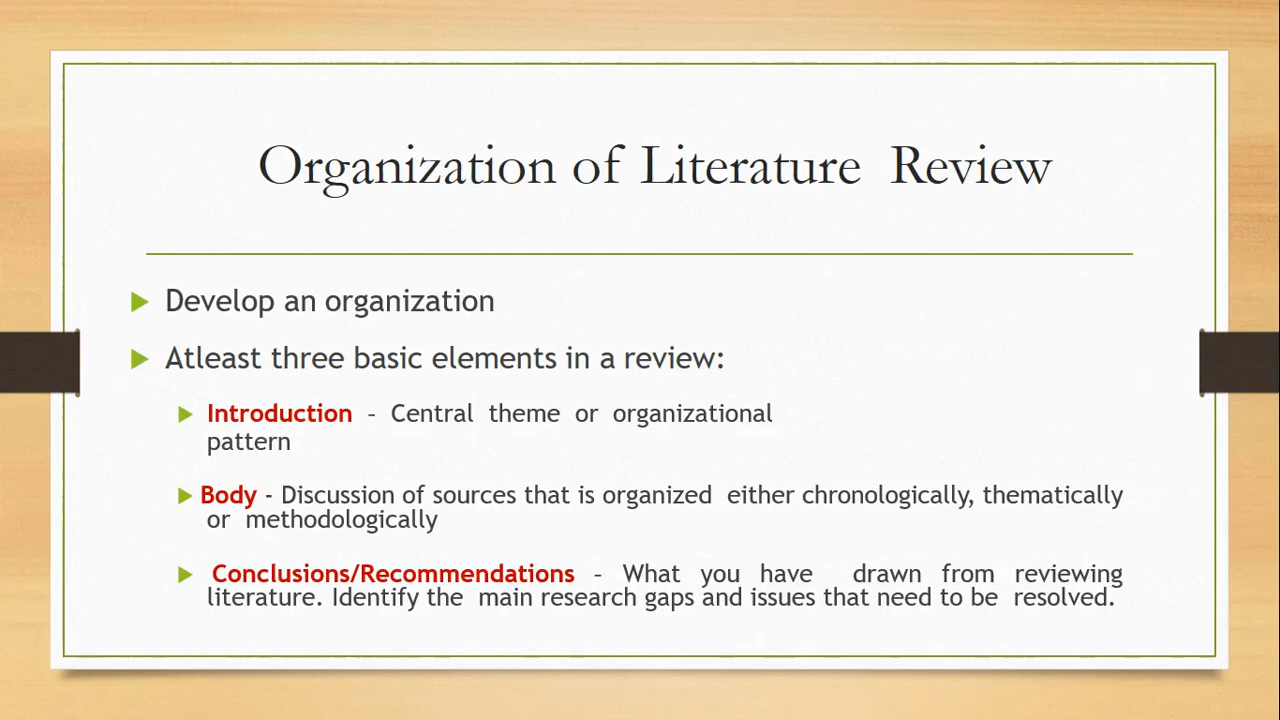 Organization of Literature Review
Develop an organization
Atleast three basic elements in a review:
Introduction - Central theme or organizational
pattern
Body - Discussion of sources that is organized either chronologically, thematically
or methodologically
Conclusions/Recommendations - What you have drawn from reviewing
literature. Identify the main research gaps and issues that need to be resolved.